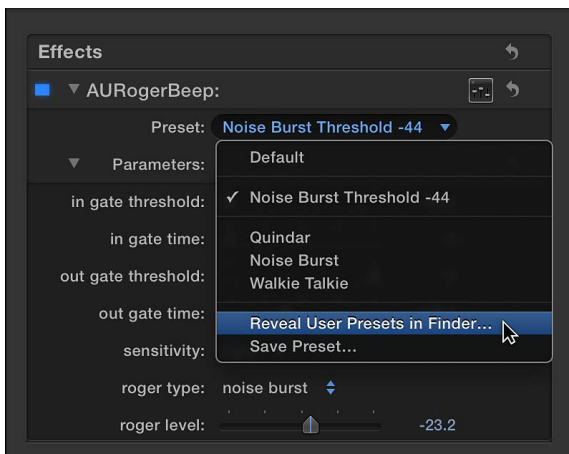 Effects
AURogerBeep:
Preset: Noise Burst Threshold -44
Default
Parameters:
✓ Noise Burst Threshold -44
in gate threshold:
in gate time:
Quindar
Noise Burst
Walkie Talkie
out gate threshold:
out gate time:
Reveal User Presets in Finder...
Save Preset...
sensitivity:
roger type: noise burst
roger level: -23.2